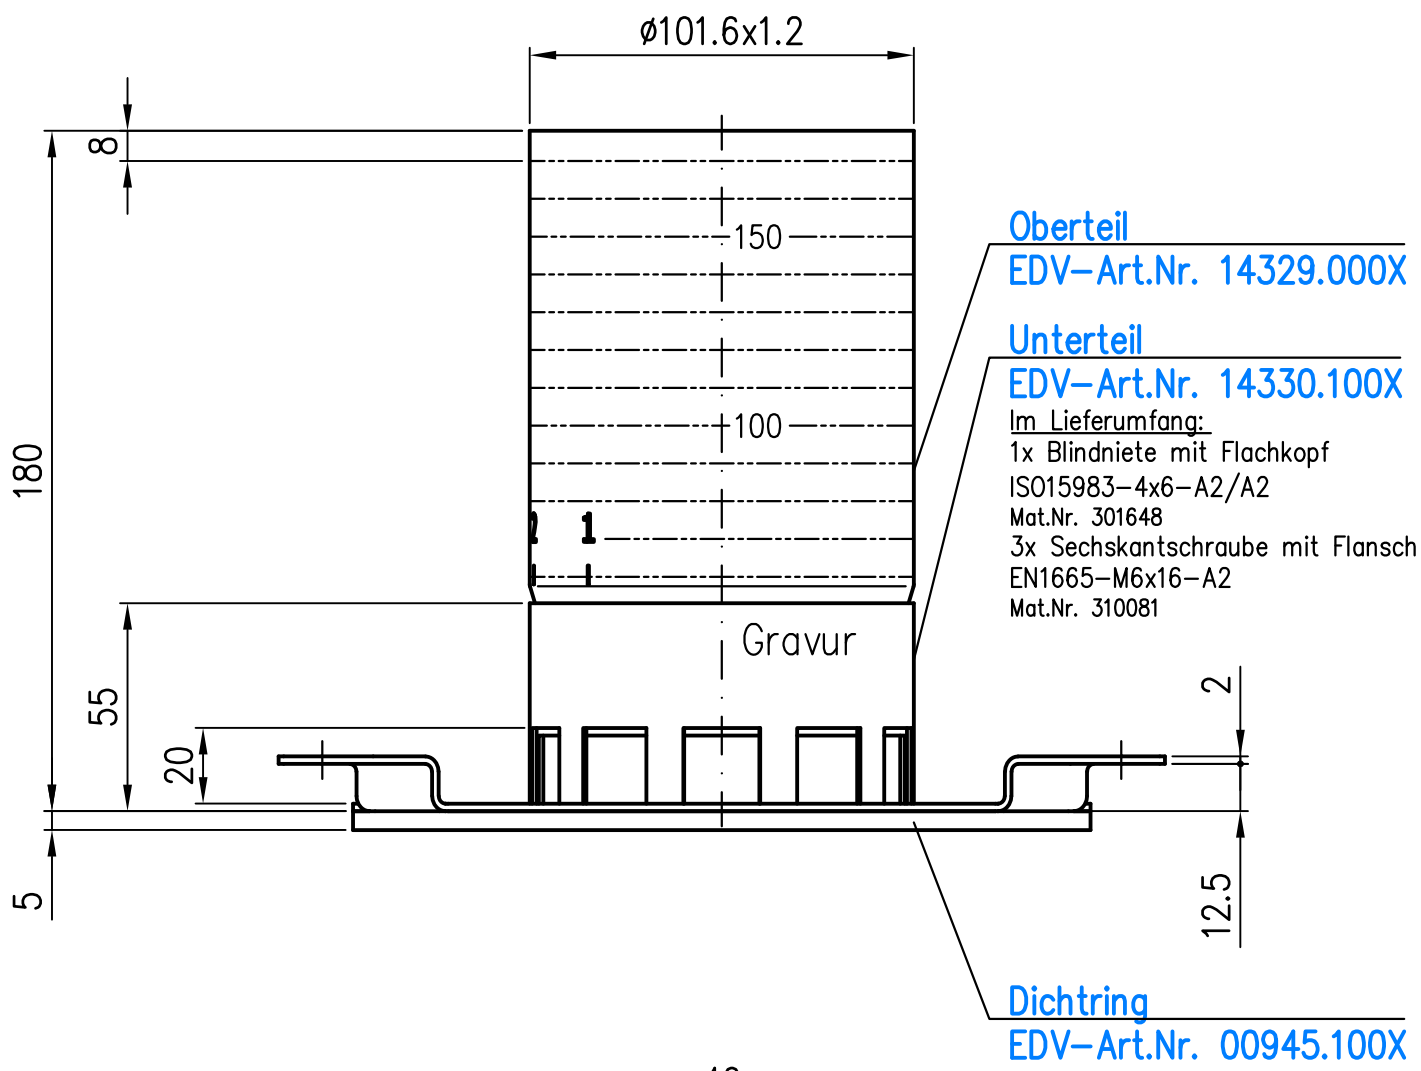 ø101.6x1.2
8
150
Oberteil
EDV-Art.Nr. 14329.000X
Unterteil
EDV-Art.Nr. 14330.100X
Im Lieferumfang:
1x Blindniete mit Flachkopf
ISO15983-4x6-A2/A2
Mat.Nr. 301648
3x Sechskantschraube mit Flansch
EN1665-M6x16-A2
Mat.Nr. 310081
100
180
2 1
Gravur
55
20
2
5
12.5
Dichtring
EDV-Art.Nr. 00945.100X